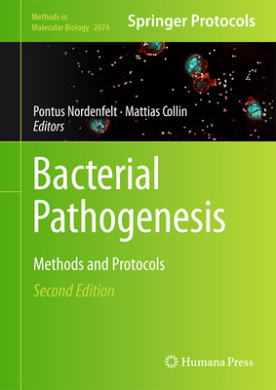 Methods in
Molecular Biology 2674
Springer Protocols
Pontus Nordenfelt · Mattias Collin
Editors
Bacterial
Pathogenesis
Methods and Protocols
Second Edition
Humana Press